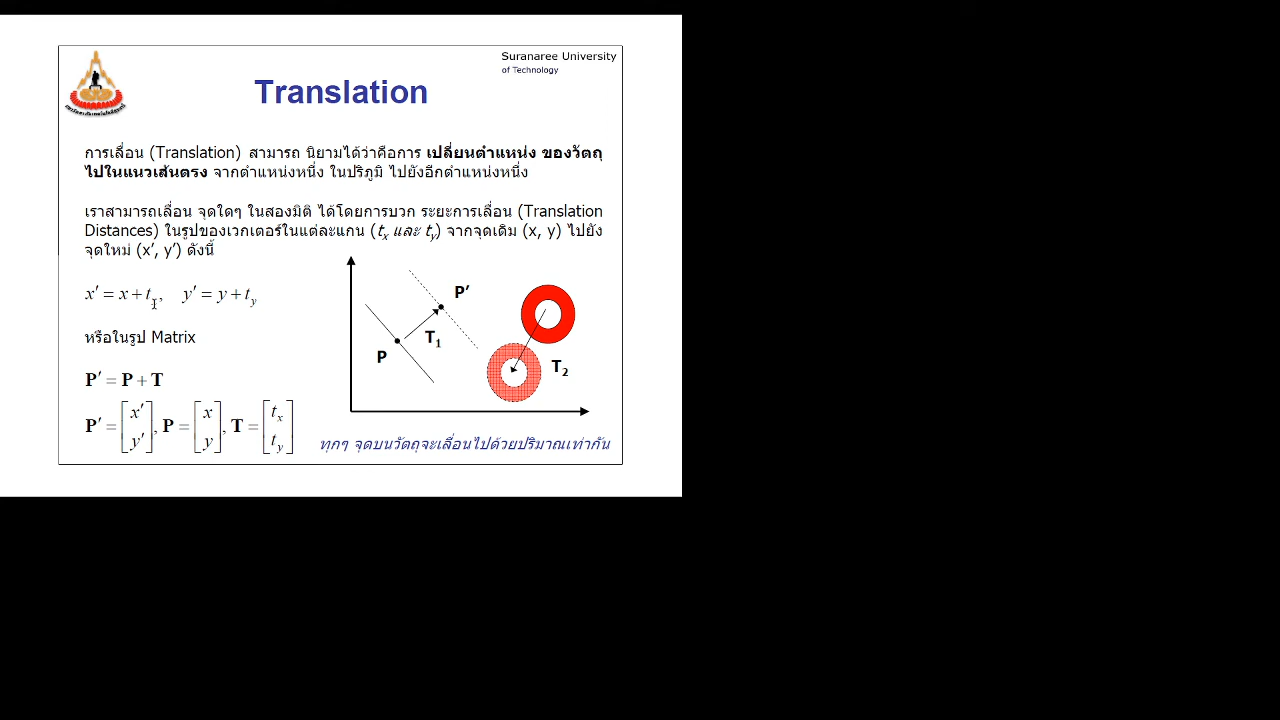 Suranaree University
of Technology
Translation
การเลื่อน (Translation) สามารถ นิยามได้ว่าคือการ เปลี่ยนตำแหน่ง ของวัตถุ
ไปในแนวเส้นตรง จากตำแหน่งหนึ่ง ในปริภูมิ ไปยังอีกตำแหน่งหนึ่ง
เราสามารถเลื่อน จุดใดๆ ในสองมิติ ได้โดยการบวก ระยะการเลื่อน (Translation
Distances) ในรูปของเวกเตอร์ในแต่ละแกน (tx และ ty) จากจุดเดิม (x, y) ไปยัง
จุดใหม่ (x’, y’) ดังนี้
x′ = x + tx, y′ = y + ty
หรือในรูป Matrix
P′ = P + T
P′ = [x′ y′], P = [x y], T = [tx ty]
P’
T1
P
T2
ทุกๆ จุดบนวัตถุจะเลื่อนไปด้วยปริมาณเท่ากัน